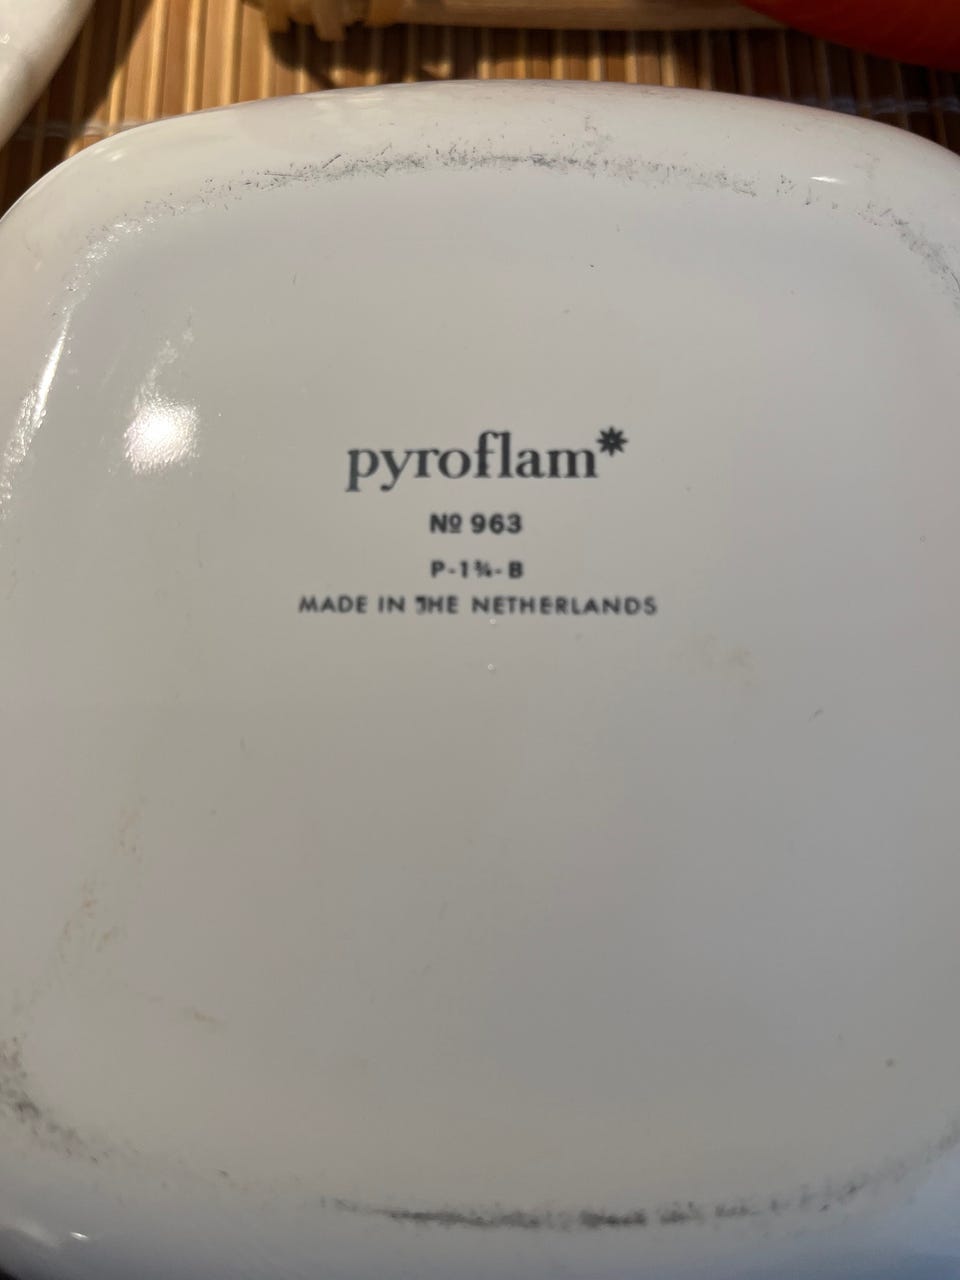 pyroflam*
Nº 963
P-1¾-B
MADE IN THE NETHERLANDS